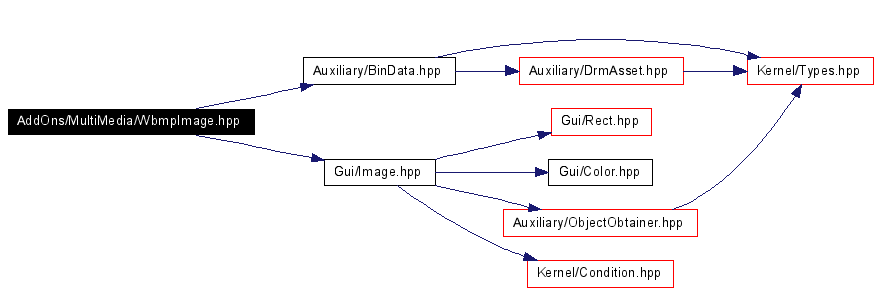 Auxiliary/BinData.hpp
Auxiliary/DrmAsset.hpp
Kernel/Types.hpp
AddOns/MultiMedia/WbmpImage.hpp
Gui/Rect.hpp
Gui/Image.hpp
Gui/Color.hpp
Auxiliary/ObjectObtainer.hpp
Kernel/Condition.hpp